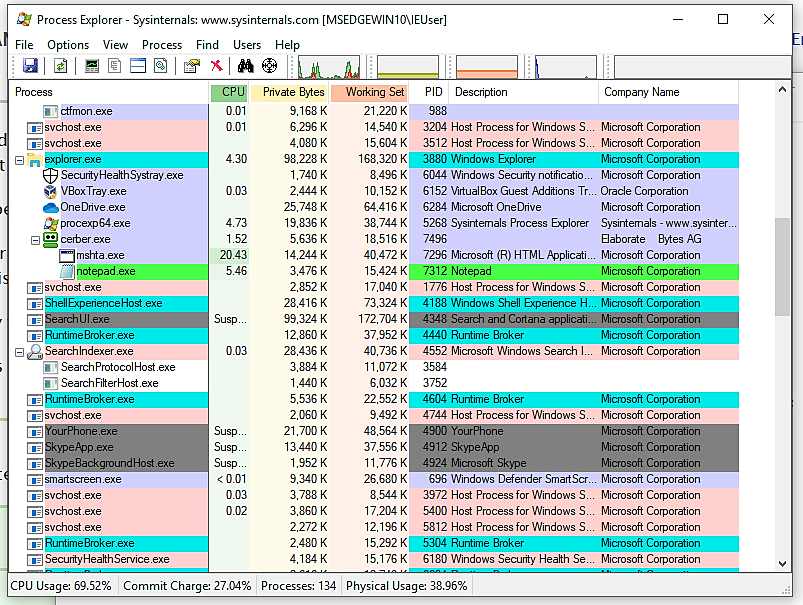 Process Explorer - Sysinternals: www.sysinternals.com [MSEDGEWIN10\IEUser]
File Options View Process Find Users Help
Process CPU Private Bytes Working Set PID Description Company Name
ctfmon.exe 0.01 9,168 K 21,220 K 988
svchost.exe 0.01 6,296 K 14,540 K 3204 Host Process for Windows S... Microsoft Corporation
svchost.exe 4,080 K 15,604 K 3512 Host Process for Windows S... Microsoft Corporation
explorer.exe 4.30 98,228 K 168,320 K 3880 Windows Explorer Microsoft Corporation
SecurityHealthSystray.exe 1,740 K 8,496 K 6044 Windows Security notificatio... Microsoft Corporation
VBoxTray.exe 0.03 2,444 K 10,152 K 6152 VirtualBox Guest Additions Tr... Oracle Corporation
OneDrive.exe 25,748 K 64,416 K 6284 Microsoft OneDrive Microsoft Corporation
procexp64.exe 4.73 19,836 K 38,744 K 5268 Sysinternals Process Explorer Sysinternals - www.sysinter...
cerber.exe 1.52 5,636 K 18,516 K 7496 Elaborate Bytes AG
mshta.exe 20.43 14,244 K 40,472 K 7296 Microsoft (R) HTML Applicati... Microsoft Corporation
notepad.exe 5.46 3,476 K 15,424 K 7312 Notepad Microsoft Corporation
svchost.exe 2,852 K 17,040 K 1776 Host Process for Windows S... Microsoft Corporation
ShellExperienceHost.exe 28,416 K 73,324 K 4188 Windows Shell Experience H... Microsoft Corporation
SearchUI.exe Susp... 99,324 K 172,704 K 4348 Search and Cortana applicati... Microsoft Corporation
RuntimeBroker.exe 12,860 K 37,952 K 4440 Runtime Broker Microsoft Corporation
SearchIndexer.exe 0.03 28,436 K 40,736 K 4552 Microsoft Windows Search I... Microsoft Corporation
SearchProtocolHost.exe 3,884 K 11,072 K 3584
SearchFilterHost.exe 1,440 K 6,032 K 3752
RuntimeBroker.exe 5,536 K 22,552 K 4604 Runtime Broker Microsoft Corporation
svchost.exe 2,060 K 9,492 K 4744 Host Process for Windows S... Microsoft Corporation
YourPhone.exe Susp... 21,700 K 48,564 K 4900 YourPhone Microsoft Corporation
SkypeApp.exe Susp... 13,440 K 37,556 K 4912 SkypeApp Microsoft Corporation
SkypeBackgroundHost.exe Susp... 1,952 K 11,776 K 4924 Microsoft Skype Microsoft Corporation
smartscreen.exe < 0.01 9,340 K 26,680 K 696 Windows Defender SmartScr... Microsoft Corporation
svchost.exe 0.03 3,788 K 8,544 K 3972 Host Process for Windows S... Microsoft Corporation
svchost.exe 0.02 3,860 K 17,204 K 5400 Host Process for Windows S... Microsoft Corporation
svchost.exe 2,272 K 12,196 K 5812 Host Process for Windows S... Microsoft Corporation
RuntimeBroker.exe 2,480 K 15,292 K 5304 Runtime Broker Microsoft Corporation
SecurityHealthService.exe 4,184 K 15,176 K 6180 Windows Security Health Se... Microsoft Corporation
CPU Usage: 69.52% Commit Charge: 27.04% Processes: 134 Physical Usage: 38.96%